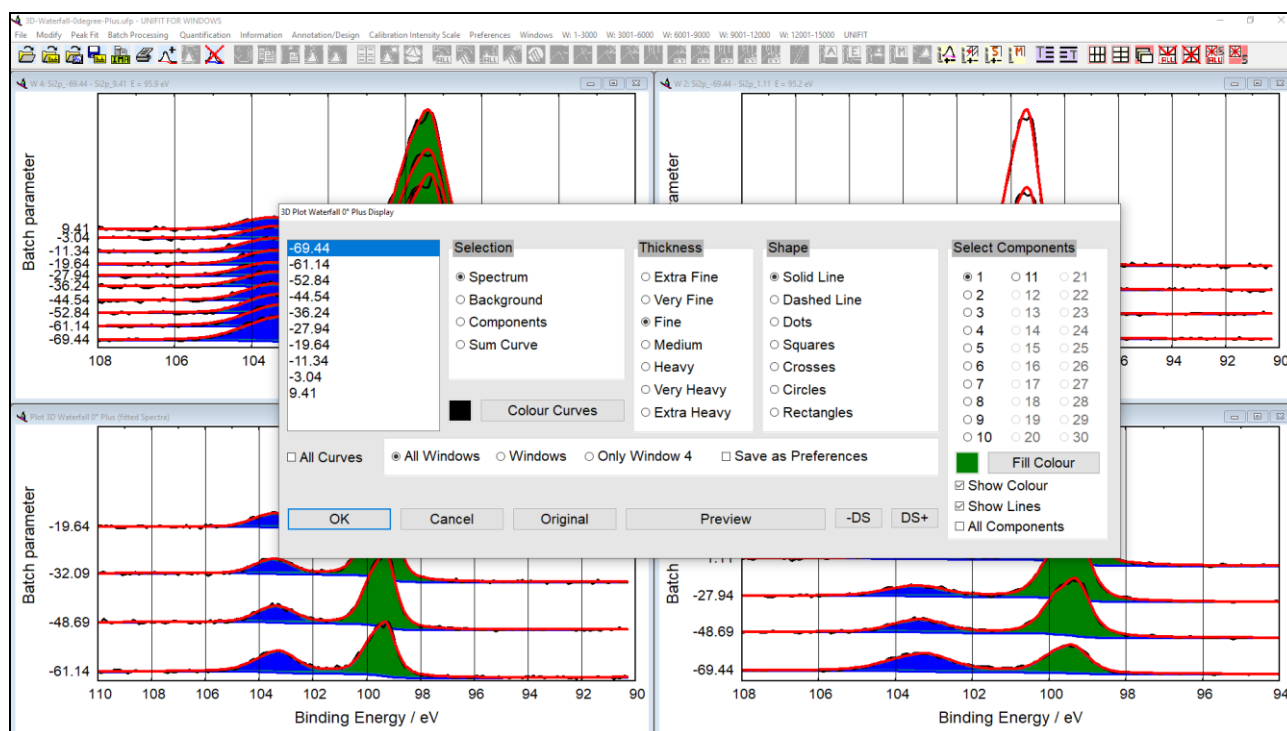 3D-Waterfall-0degree-Plus.ufp - UNIFIT FOR WINDOWS
File Modify Peak Fit Batch Processing Quantification Information Annotation/Design Calibration Intensity Scale Preferences Windows W: 1-3000 W: 3001-6000 W: 6001-9000 W: 9001-12000 W: 12001-15000 UNIFIT
W 4: Si2p_-69.44 - Si2p_9.41 E = 95.9 eV
Batch parameter
9.41
-3.04
-11.34
-19.64
-27.94
-36.24
-44.54
-52.84
-61.14
-69.44
108 106 104
W 2: Si2p_-69.44 - Si2p_1.11 E = 95.2 eV
94 92 90
3D Plot Waterfall 0° Plus Display
-69.44
-61.14
-52.84
-44.54
-36.24
-27.94
-19.64
-11.34
-3.04
9.41
Selection
Spectrum
Background
Components
Sum Curve
Colour Curves
Thickness
Extra Fine
Very Fine
Fine
Medium
Heavy
Very Heavy
Extra Heavy
Shape
Solid Line
Dashed Line
Dots
Squares
Crosses
Circles
Rectangles
Select Components
1 11 21
2 12 22
3 13 23
4 14 24
5 15 25
6 16 26
7 17 27
8 18 28
9 19 29
10 20 30
Fill Colour
Show Colour
Show Lines
All Components
All Curves
All Windows Windows Only Window 4 Save as Preferences
OK Cancel Original Preview -DS DS+
Plot 3D Waterfall 0° Plus (fitted Spectra)
Batch parameter
-19.64
-32.09
-48.69
-61.14
110 108 106 104 102 100 98 96 94 92 90
Binding Energy / eV
Batch parameter
-27.94
-48.69
-69.44
108 106 104 102 100 98 96 94
Binding Energy / eV